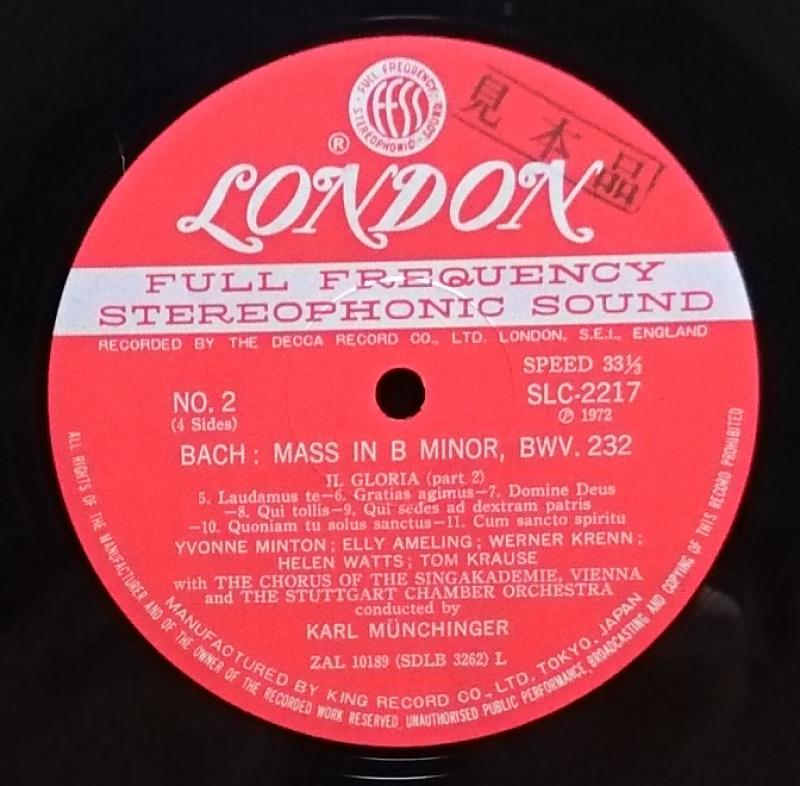 FULL FREQUENCY
ffss
STEREOPHONIC SOUND
見本品
®
LONDON
FULL FREQUENCY
STEREOPHONIC SOUND
RECORDED BY THE DECCA RECORD CO., LTD. LONDON, S.E.I., ENGLAND
SPEED 33⅓
NO. 2
SLC-2217
(4 Sides)
℗ 1972
BACH: MASS IN B MINOR, BWV. 232
II. GLORIA (part 2)
5. Laudamus te—6. Gratias agimus—7. Domine Deus
—8. Qui tollis—9. Qui sedes ad dextram patris
—10. Quoniam tu solus sanctus—11. Cum sancto spiritu
YVONNE MINTON; ELLY AMELING; WERNER KRENN;
HELEN WATTS; TOM KRAUSE
with THE CHORUS OF THE SINGAKADEMIE, VIENNA
and THE STUTTGART CHAMBER ORCHESTRA
conducted by
KARL MÜNCHINGER
ZAL 10189 (SDLB 3262) L
MANUFACTURED BY KING RECORD CO., LTD. TOKYO, JAPAN
ALL RIGHTS OF THE MANUFACTURER AND OF THE OWNER OF THE RECORDED WORK RESERVED, UNAUTHORISED PUBLIC PERFORMANCE, BROADCASTING AND COPYING OF THIS RECORD PROHIBITED